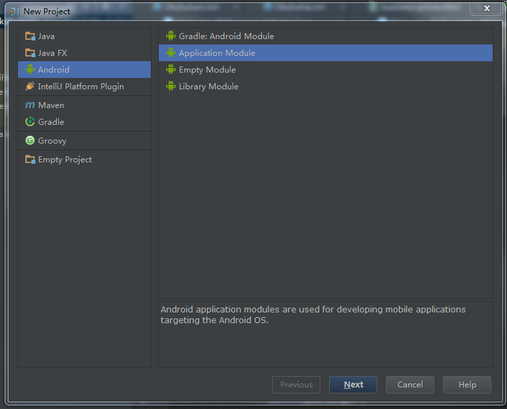 New Project
Java
Java FX
Android
IntelliJ Platform Plugin
Maven
Gradle
Groovy
Empty Project
Gradle: Android Module
Application Module
Empty Module
Library Module
Android application modules are used for developing mobile applications
targeting the Android OS.
Previous
Next
Cancel
Help